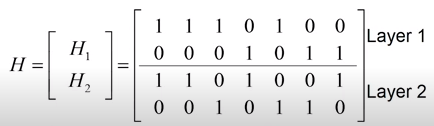 H = [ H₁ H₂ ] = [
1 1 1 0 1 0 0
0 0 0 1 0 1 1
Layer 1
1 1 0 1 0 0 1
0 0 1 0 1 1 0
Layer 2
]